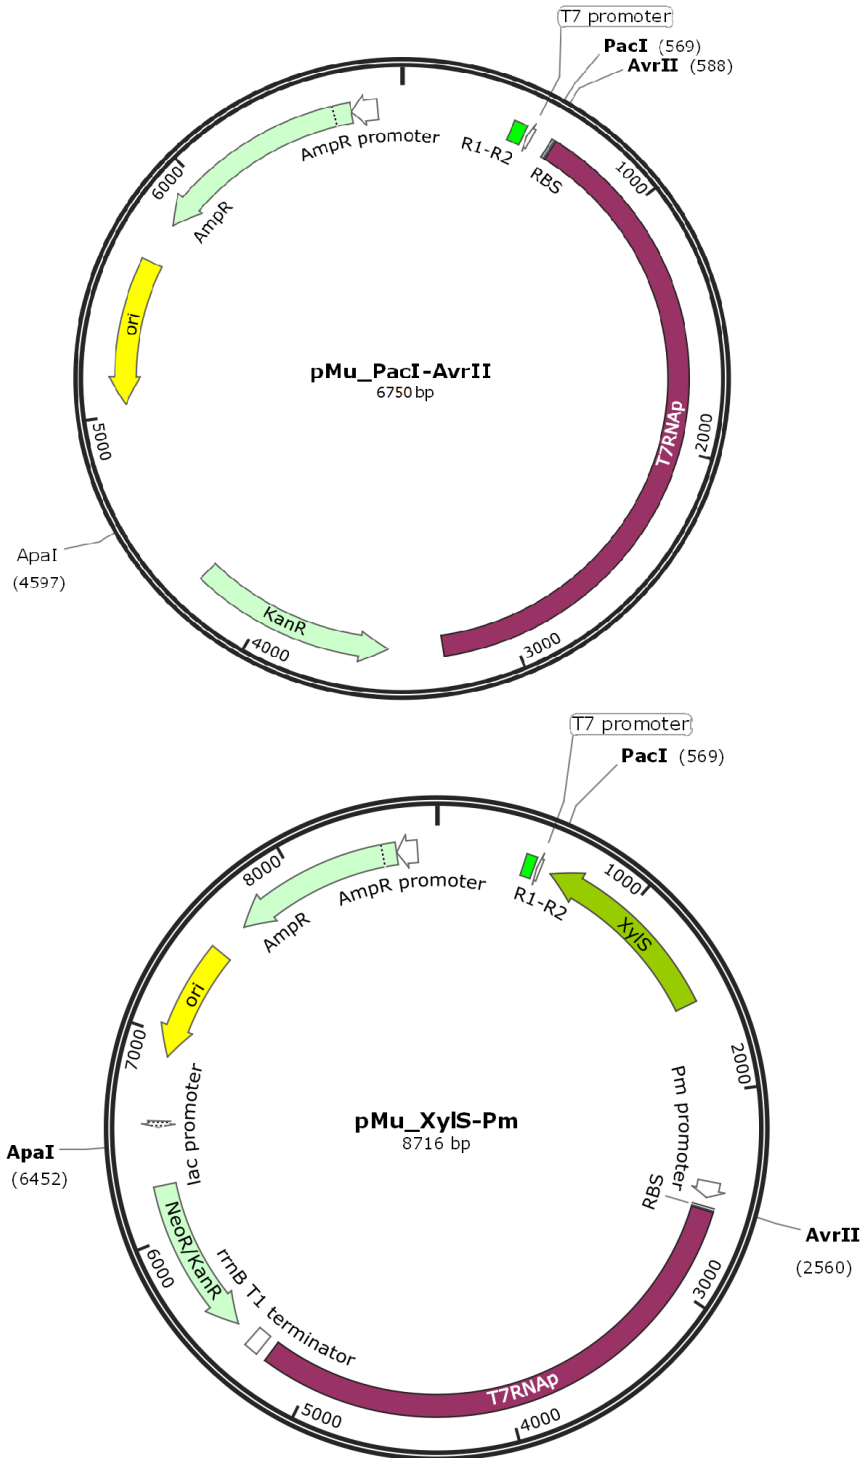 T7 promoter
PacI (569)
AvrII (588)
AmpR promoter
R1-R2
RBS
1000
6000
AmpR
ori
pMu_PacI-AvrII
6750 bp
T7RNAp
2000
5000
ApaI
(4597)
KanR
4000
3000
T7 promoter
PacI (569)
8000
AmpR promoter
R1-R2
1000
AmpR
XylS
ori
7000
2000
lac promoter
Pm promoter
pMu_XylS-Pm
8716 bp
ApaI
(6452)
RBS
NeoR/KanR
AvrII
(2560)
6000
rrnB T1 terminator
3000
T7RNAp
5000
4000